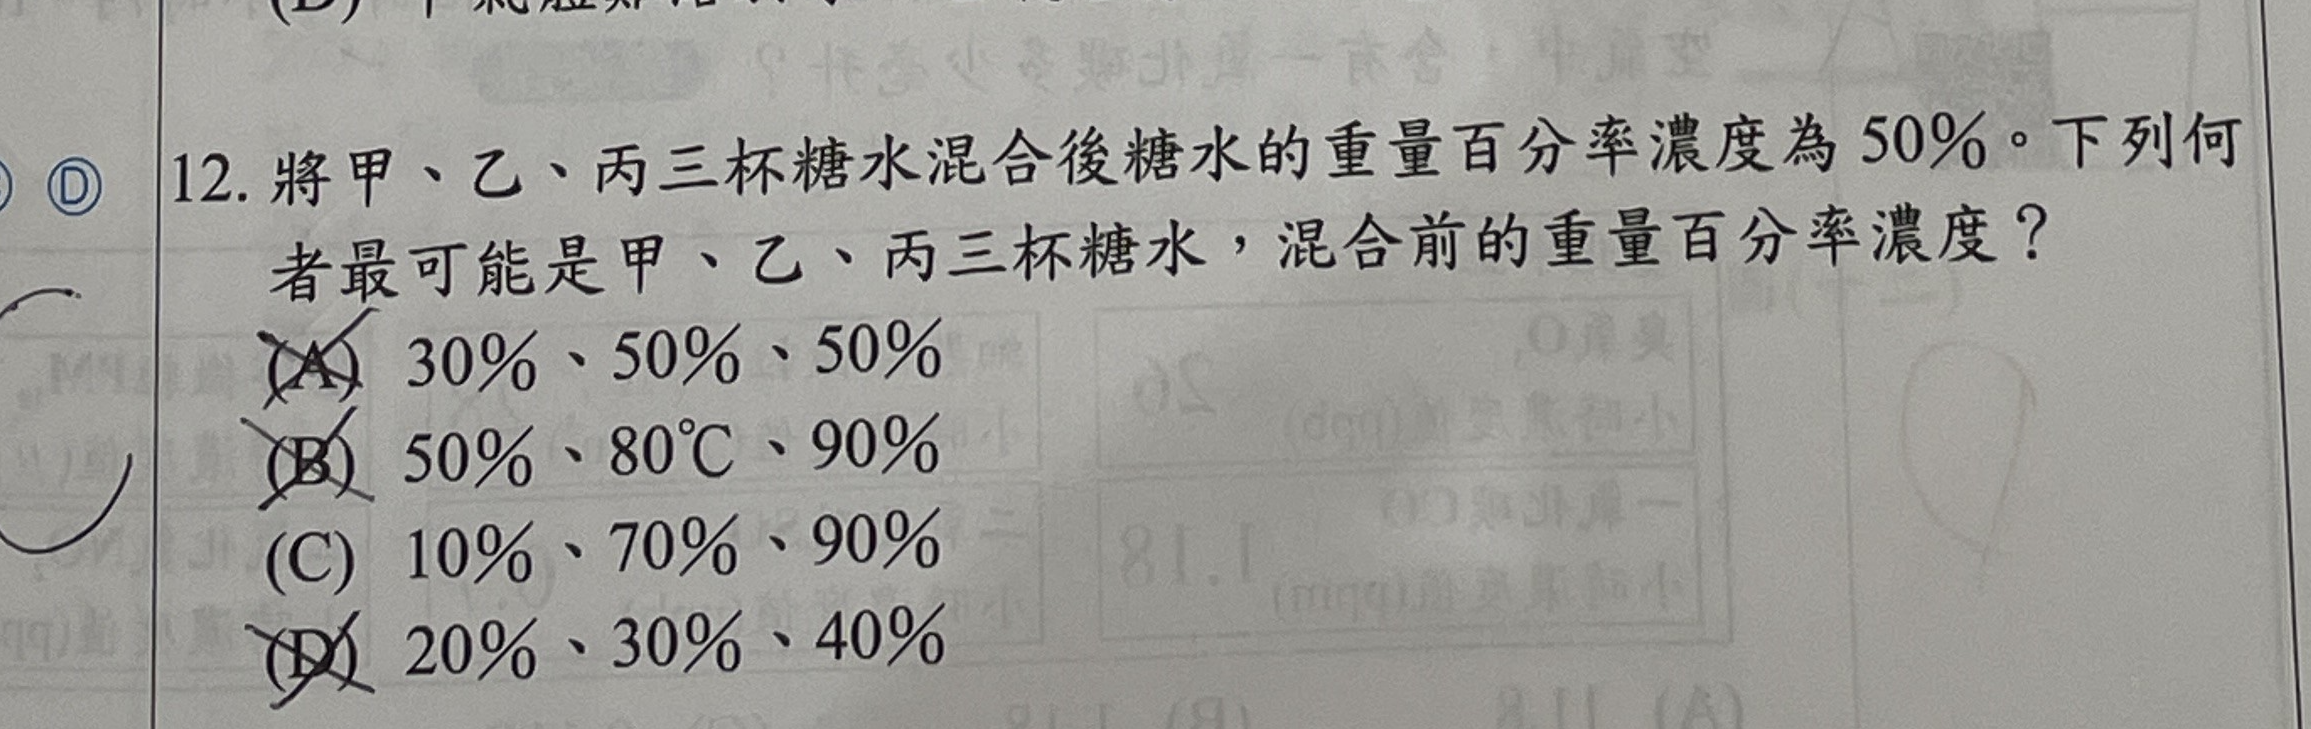 Ⓓ
12. 將甲、乙、丙三杯糖水混合後糖水的重量百分率濃度為 50%。下列何
者最可能是甲、乙、丙三杯糖水，混合前的重量百分率濃度？
(A) 30%、50%、50%
(B) 50%、80℃、90%
(C) 10%、70%、90%
(D) 20%、30%、40%